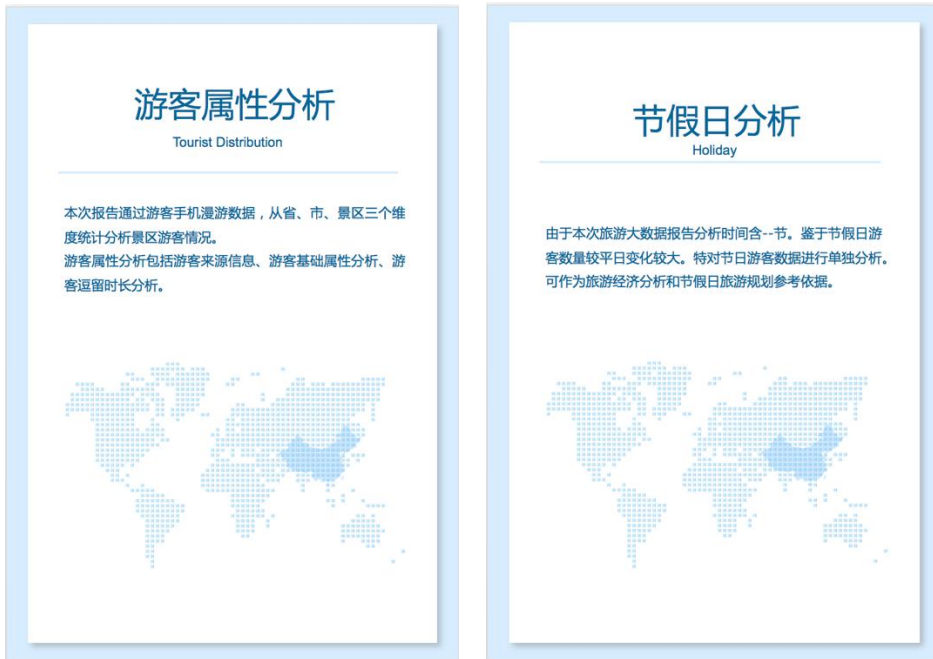 游客属性分析
Tourist Distribution
本次报告通过游客手机漫游数据，从省、市、景区三个维
度统计分析景区游客情况。
游客属性分析包括游客来源信息、游客基础属性分析、游
客逗留时长分析。
节假日分析
Holiday
由于本次旅游大数据报告分析时间含--节。鉴于节假日游
客数量较平日变化较大。特对节日游客数据进行单独分析。
可作为旅游经济分析和节假日旅游规划参考依据。